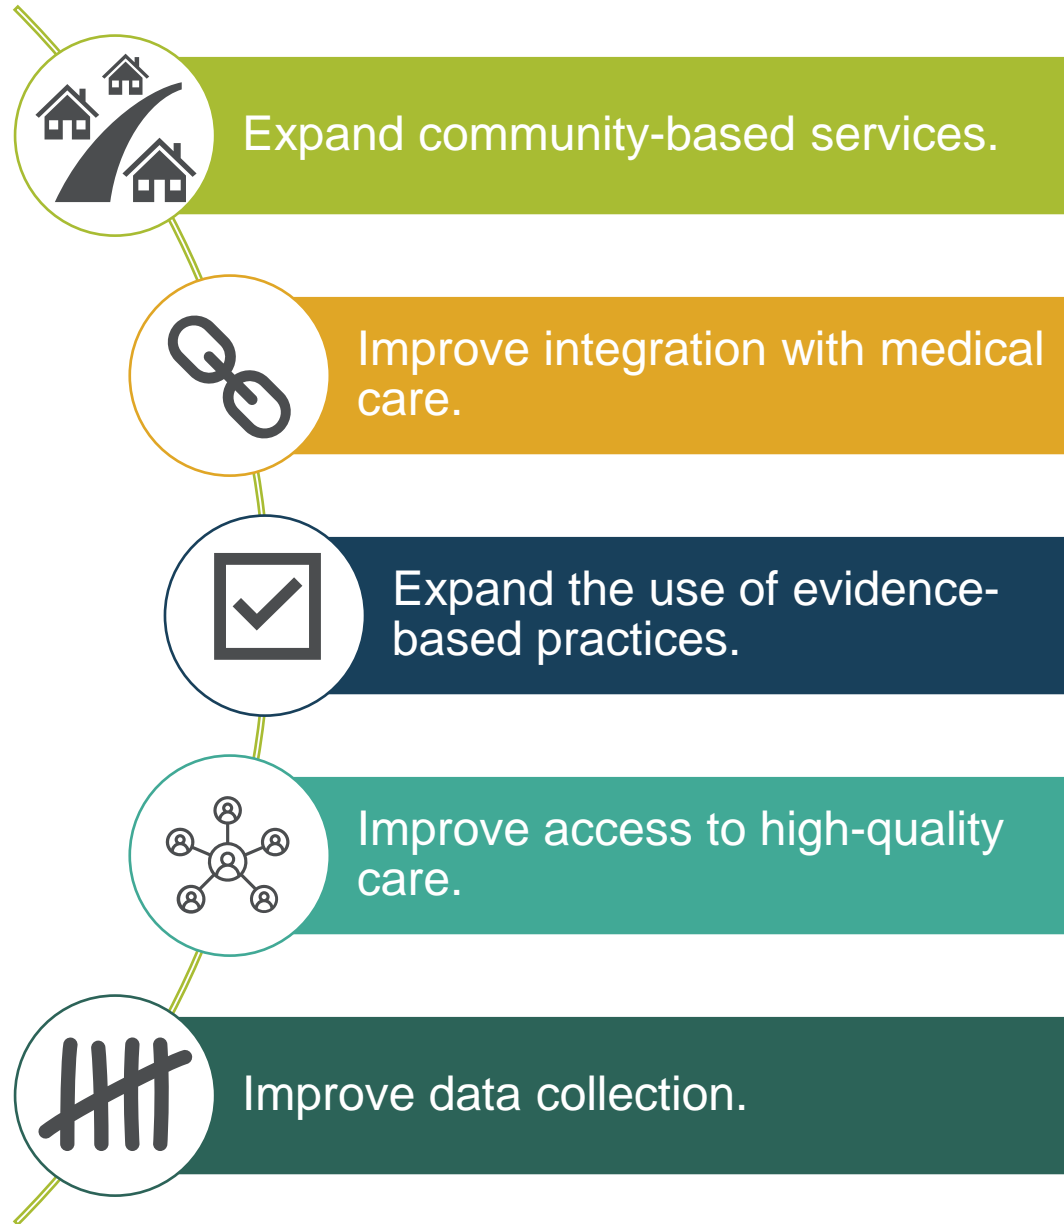 Expand community-based services.
Improve integration with medical
care.
Expand the use of evidence-
based practices.
Improve access to high-quality
care.
Improve data collection.